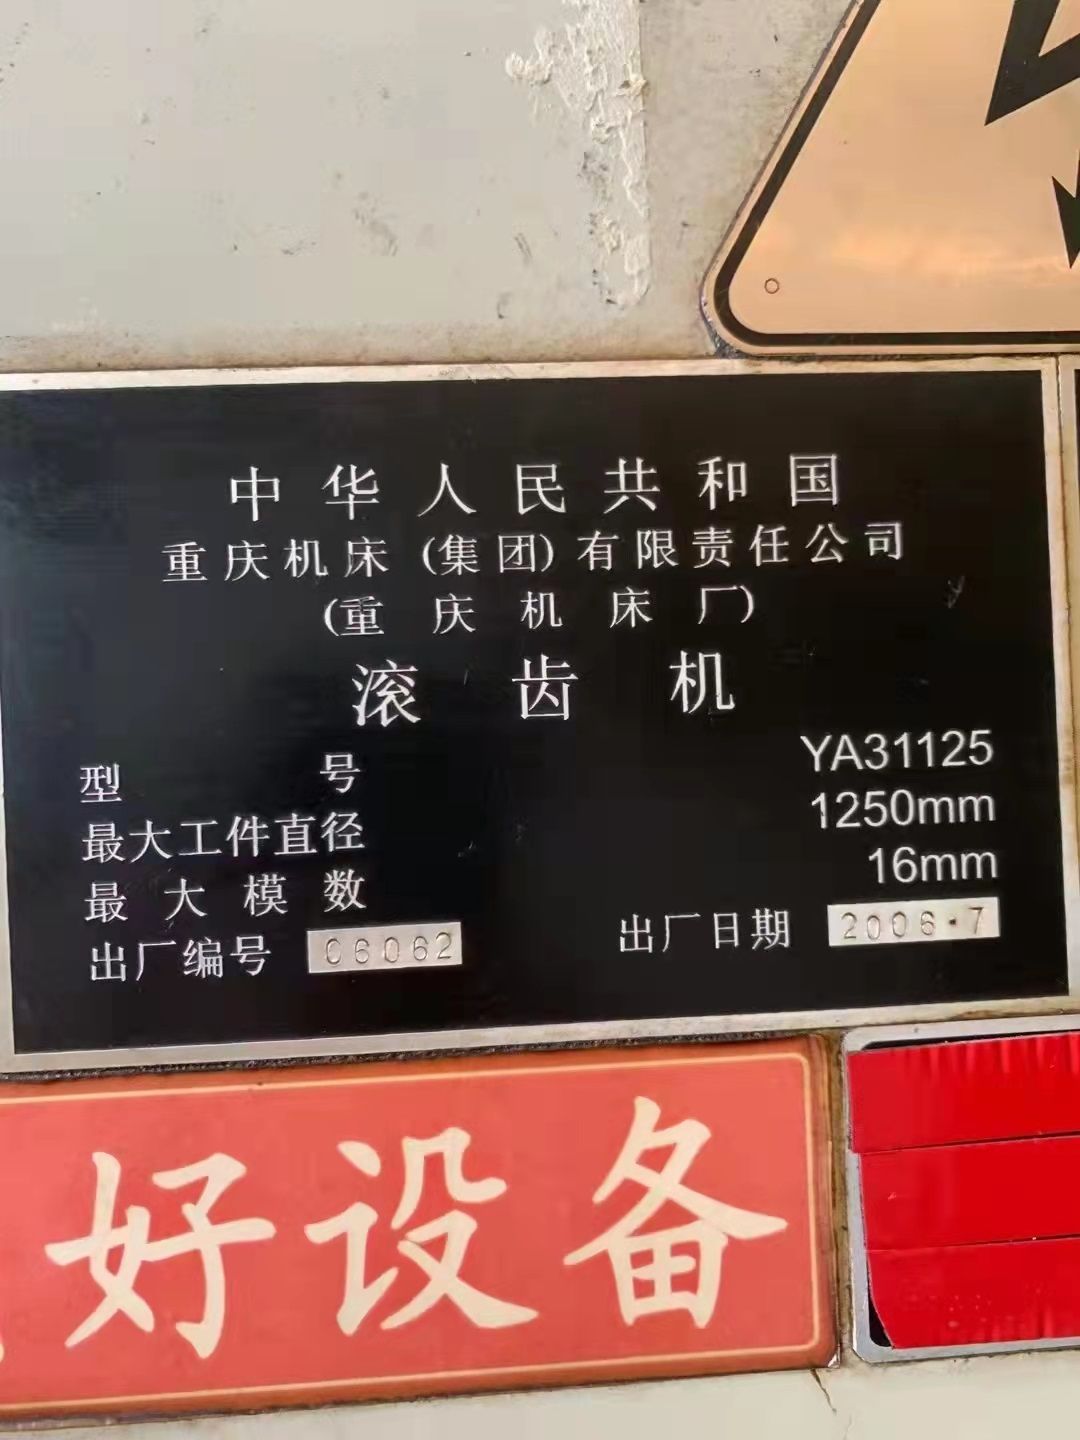 中华人民共和国
重庆机床(集团)有限责任公司
(重庆机床厂)
滚齿机
型号 YA31125
最大工件直径 1250mm
最大模数 16mm
出厂编号 06062 出厂日期 2006·7
好设备